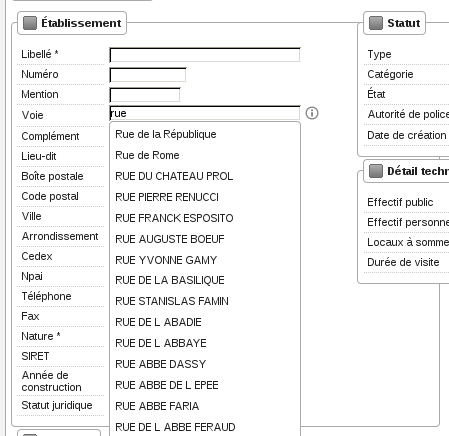 Établissement
Libellé *
Numéro
Mention
Voie
rue
Complément
Lieu-dit
Boîte postale
Code postal
Ville
Arrondissement
Cedex
Npai
Téléphone
Fax
Nature *
SIRET
Année de
construction
Statut juridique
Rue de la République
Rue de Rome
RUE DU CHATEAU PROL
RUE PIERRE RENUCCI
RUE FRANCK ESPOSITO
RUE AUGUSTE BOEUF
RUE YVONNE GAMY
RUE DE LA BASILIQUE
RUE STANISLAS FAMIN
RUE DE L ABADIE
RUE DE L ABBAYE
RUE ABBE DASSY
RUE ABBE DE L EPEE
RUE ABBE FARIA
RUE DE L ABBE FERAUD
Statut
Type
Catégorie
État
Autorité de police
Date de création
Détail techn
Effectif public
Effectif personne
Locaux à somme
Durée de visite